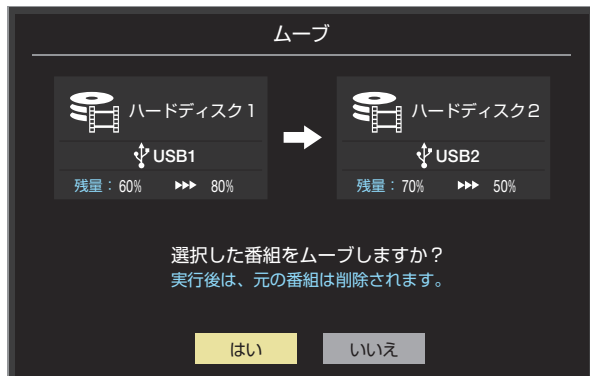 ムーブ
ハードディスク1
USB1
残量：60% ▸▸▸ 80%
ハードディスク2
USB2
残量：70% ▸▸▸ 50%
選択した番組をムーブしますか？
実行後は、元の番組は削除されます。
はい
いいえ